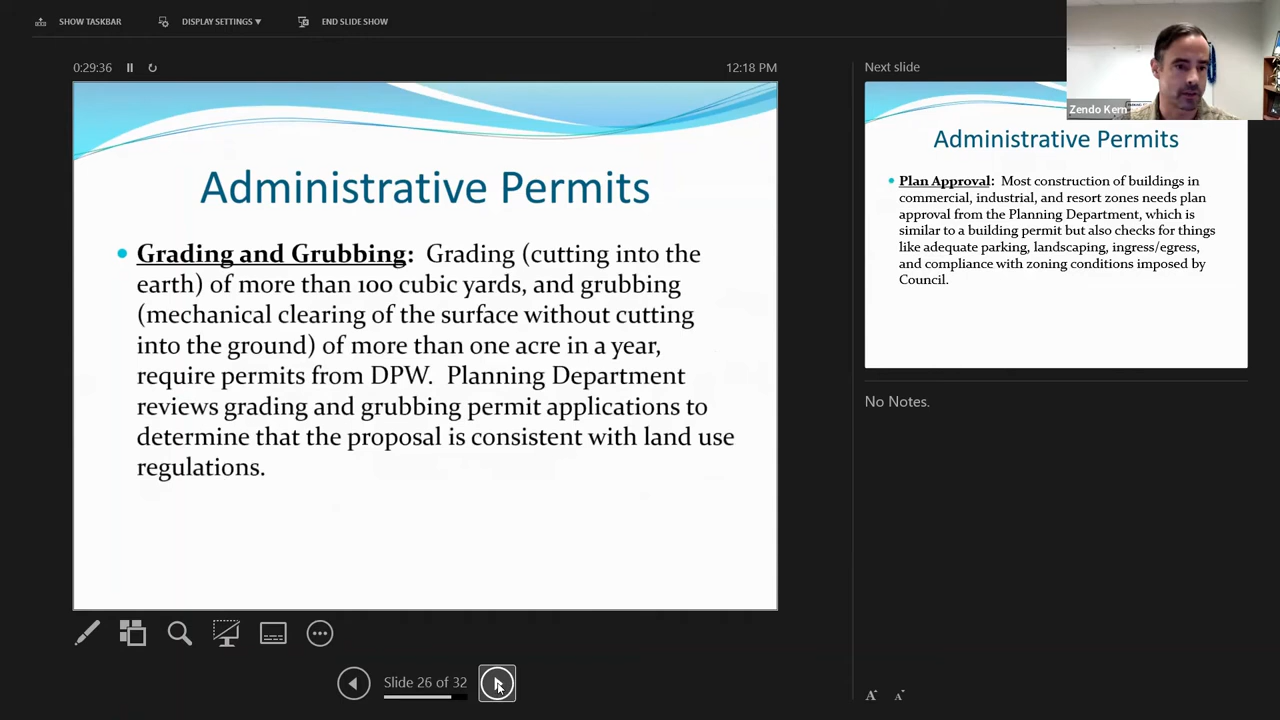 SHOW TASKBAR
DISPLAY SETTINGS ▼
END SLIDE SHOW
0:29:36
12:18 PM
Administrative Permits
• Grading and Grubbing: Grading (cutting into the
earth) of more than 100 cubic yards, and grubbing
(mechanical clearing of the surface without cutting
into the ground) of more than one acre in a year,
require permits from DPW. Planning Department
reviews grading and grubbing permit applications to
determine that the proposal is consistent with land use
regulations.
Slide 26 of 32
Next slide
Zendo Kern
Administrative Permits
• Plan Approval: Most construction of buildings in
commercial, industrial, and resort zones needs plan
approval from the Planning Department, which is
similar to a building permit but also checks for things
like adequate parking, landscaping, ingress/egress,
and compliance with zoning conditions imposed by
Council.
No Notes.
A A